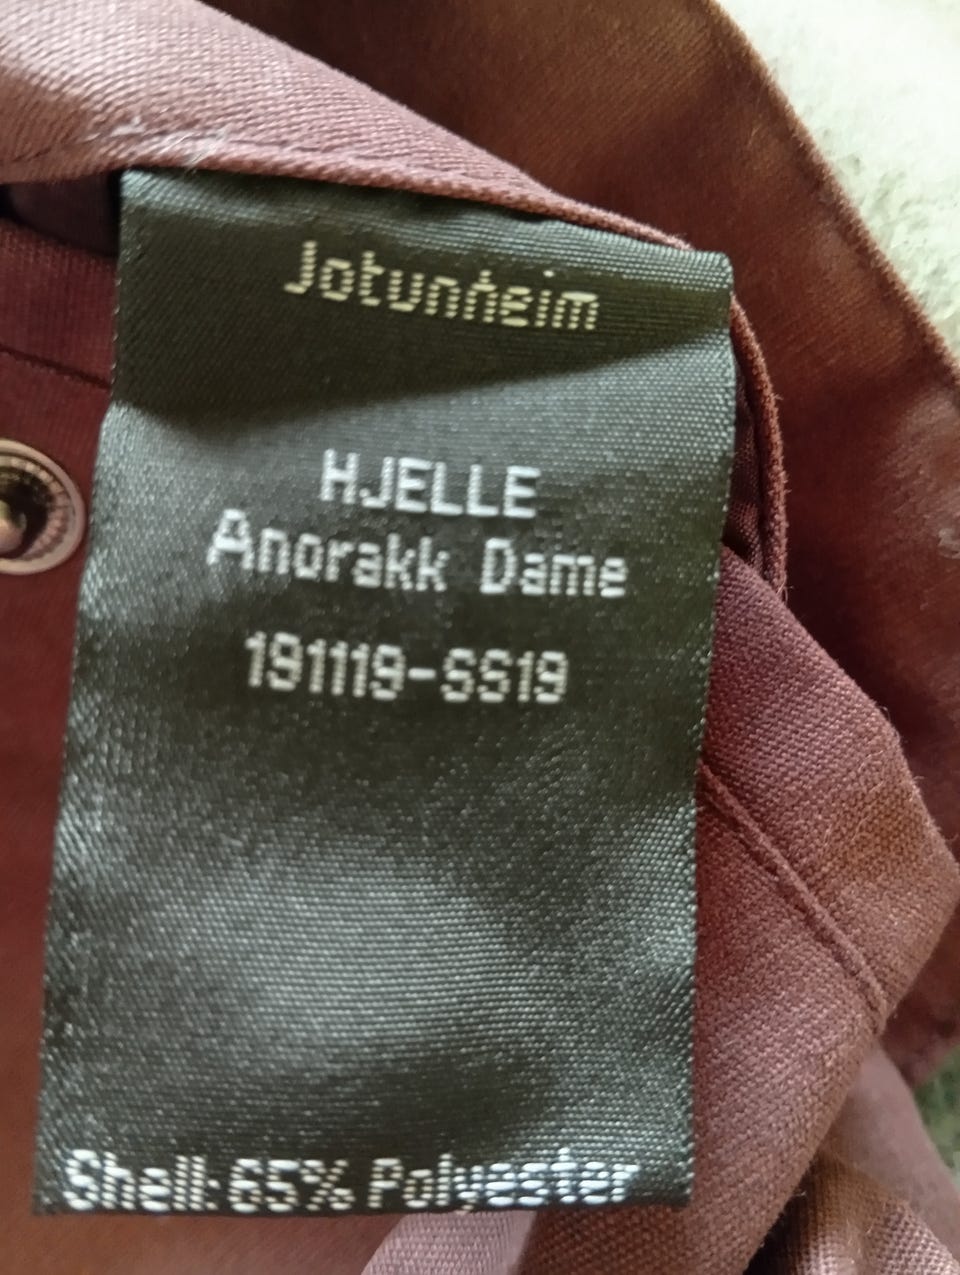 Jotunheim
HJELLE
Anorakk Dame
191119-SS19
Shell: 65% Polyester